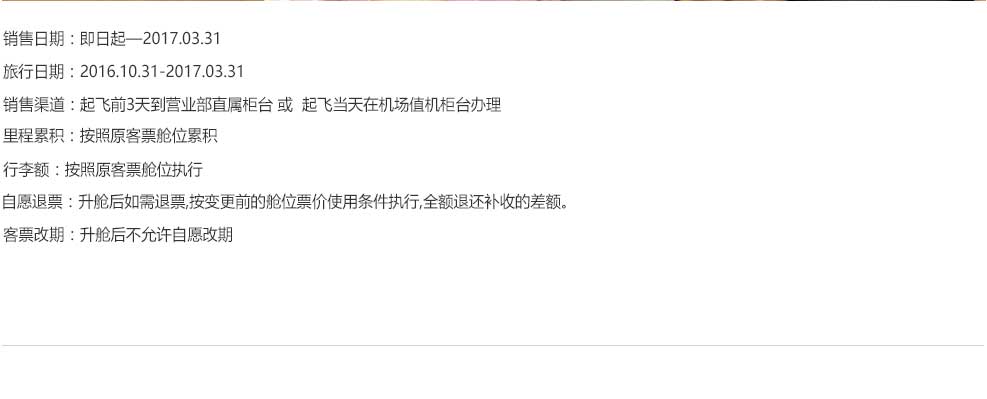 销售日期：即日起—2017.03.31
旅行日期：2016.10.31-2017.03.31
销售渠道：起飞前3天到营业部直属柜台 或 起飞当天在机场值机柜台办理
里程累积：按照原客票舱位累积
行李额：按照原客票舱位执行
自愿退票：升舱后如需退票,按变更前的舱位票价使用条件执行,全额退还补收的差额。
客票改期：升舱后不允许自愿改期